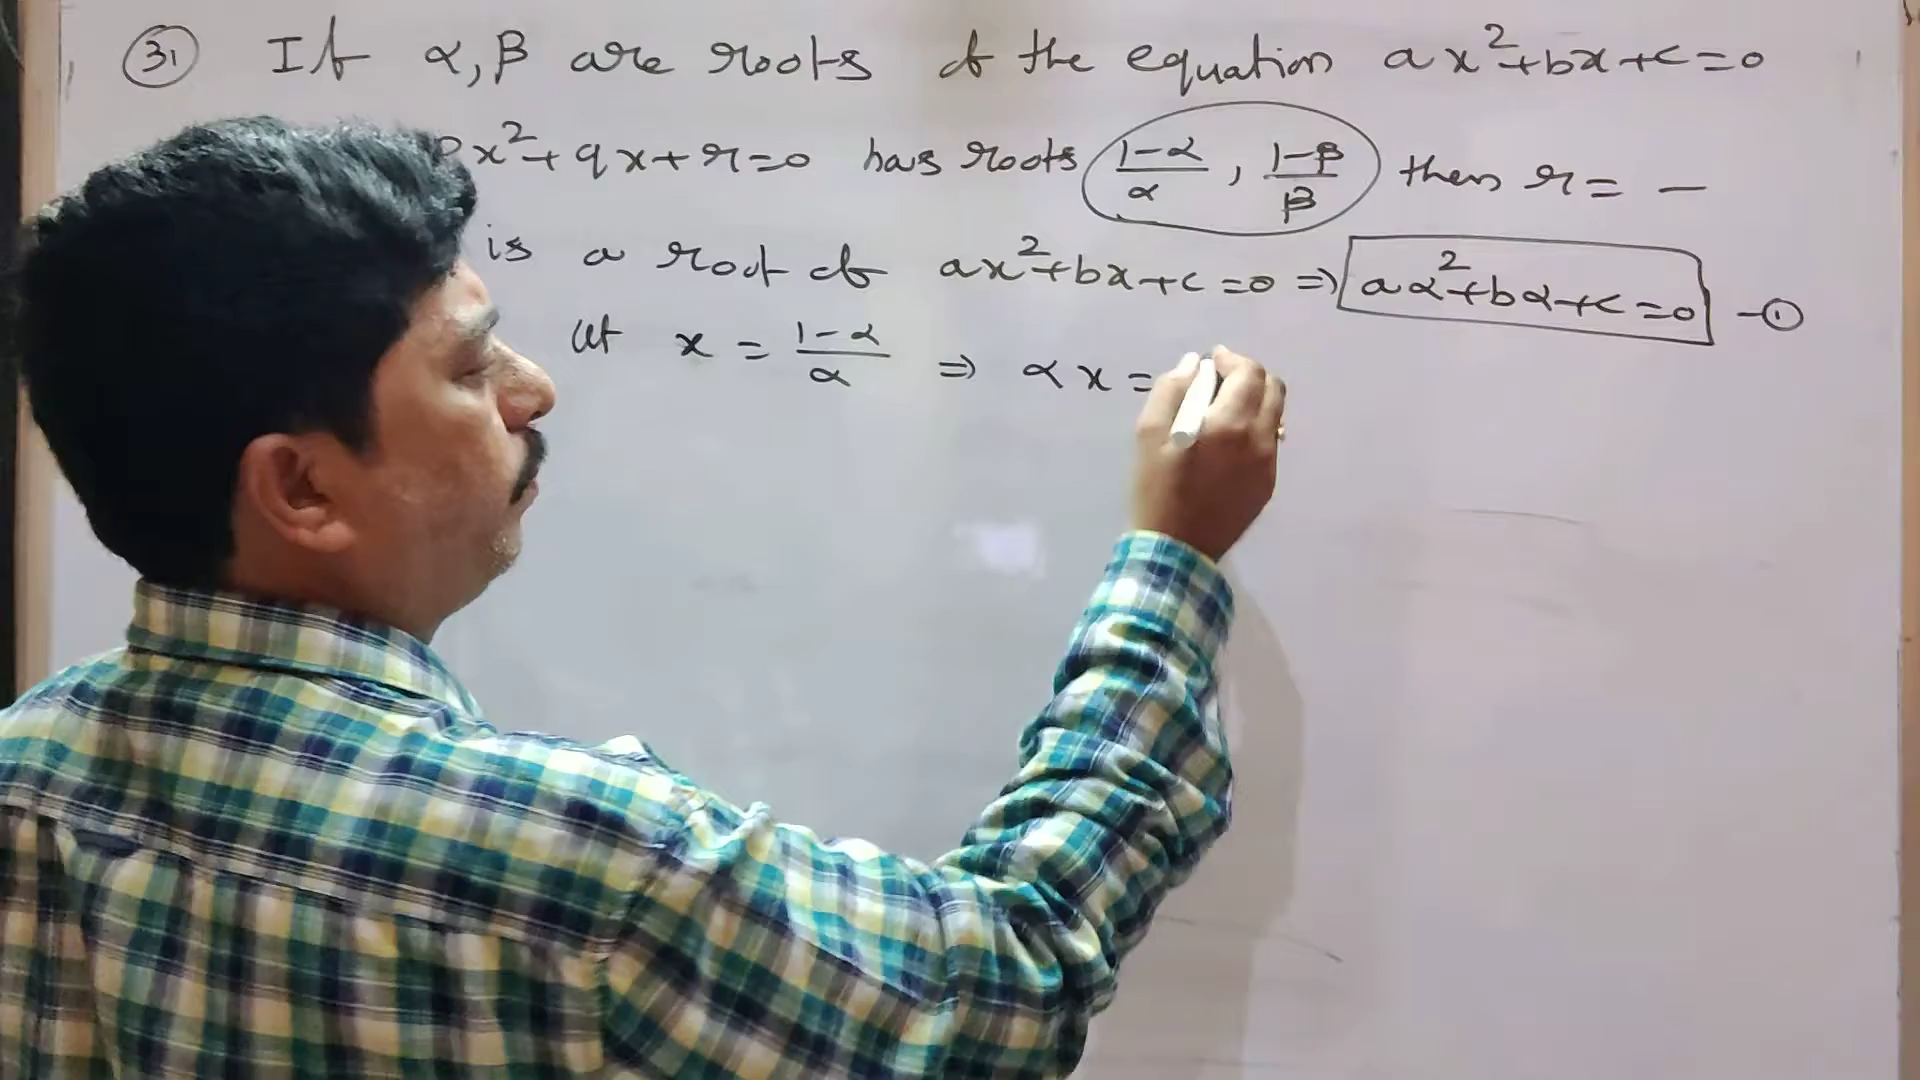 31 If α, β are roots of the equation ax²+bx+c=0
x²+qx+r=0 has roots 1-α/α, 1-β/β then r= —
is a root of ax²+bx+c=0 ⇒ aα²+bα+c=0 -①
let x = 1-α/α ⇒ αx =